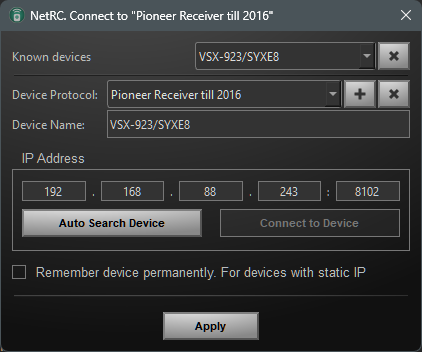 NetRC. Connect to "Pioneer Receiver till 2016"
Known devices VSX-923/SYXE8
Device Protocol: Pioneer Receiver till 2016
Device Name: VSX-923/SYXE8
IP Address
192 . 168 . 88 . 243 : 8102
Auto Search Device Connect to Device
Remember device permanently. For devices with static IP
Apply